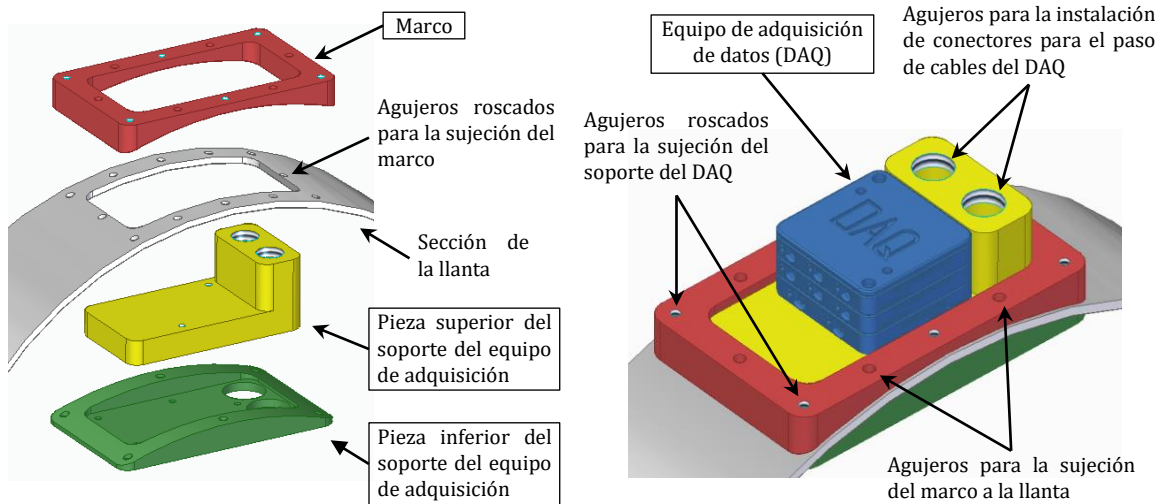 Marco
Agujeros roscados
para la sujeción del
marco
Sección de
la llanta
Pieza superior del
soporte del equipo
de adquisición
Pieza inferior del
soporte del equipo
de adquisición
Equipo de adquisición
de datos (DAQ)
Agujeros para la instalación
de conectores para el paso
de cables del DAQ
Agujeros roscados
para la sujeción del
soporte del DAQ
DAQ
Agujeros para la sujeción
del marco a la llanta